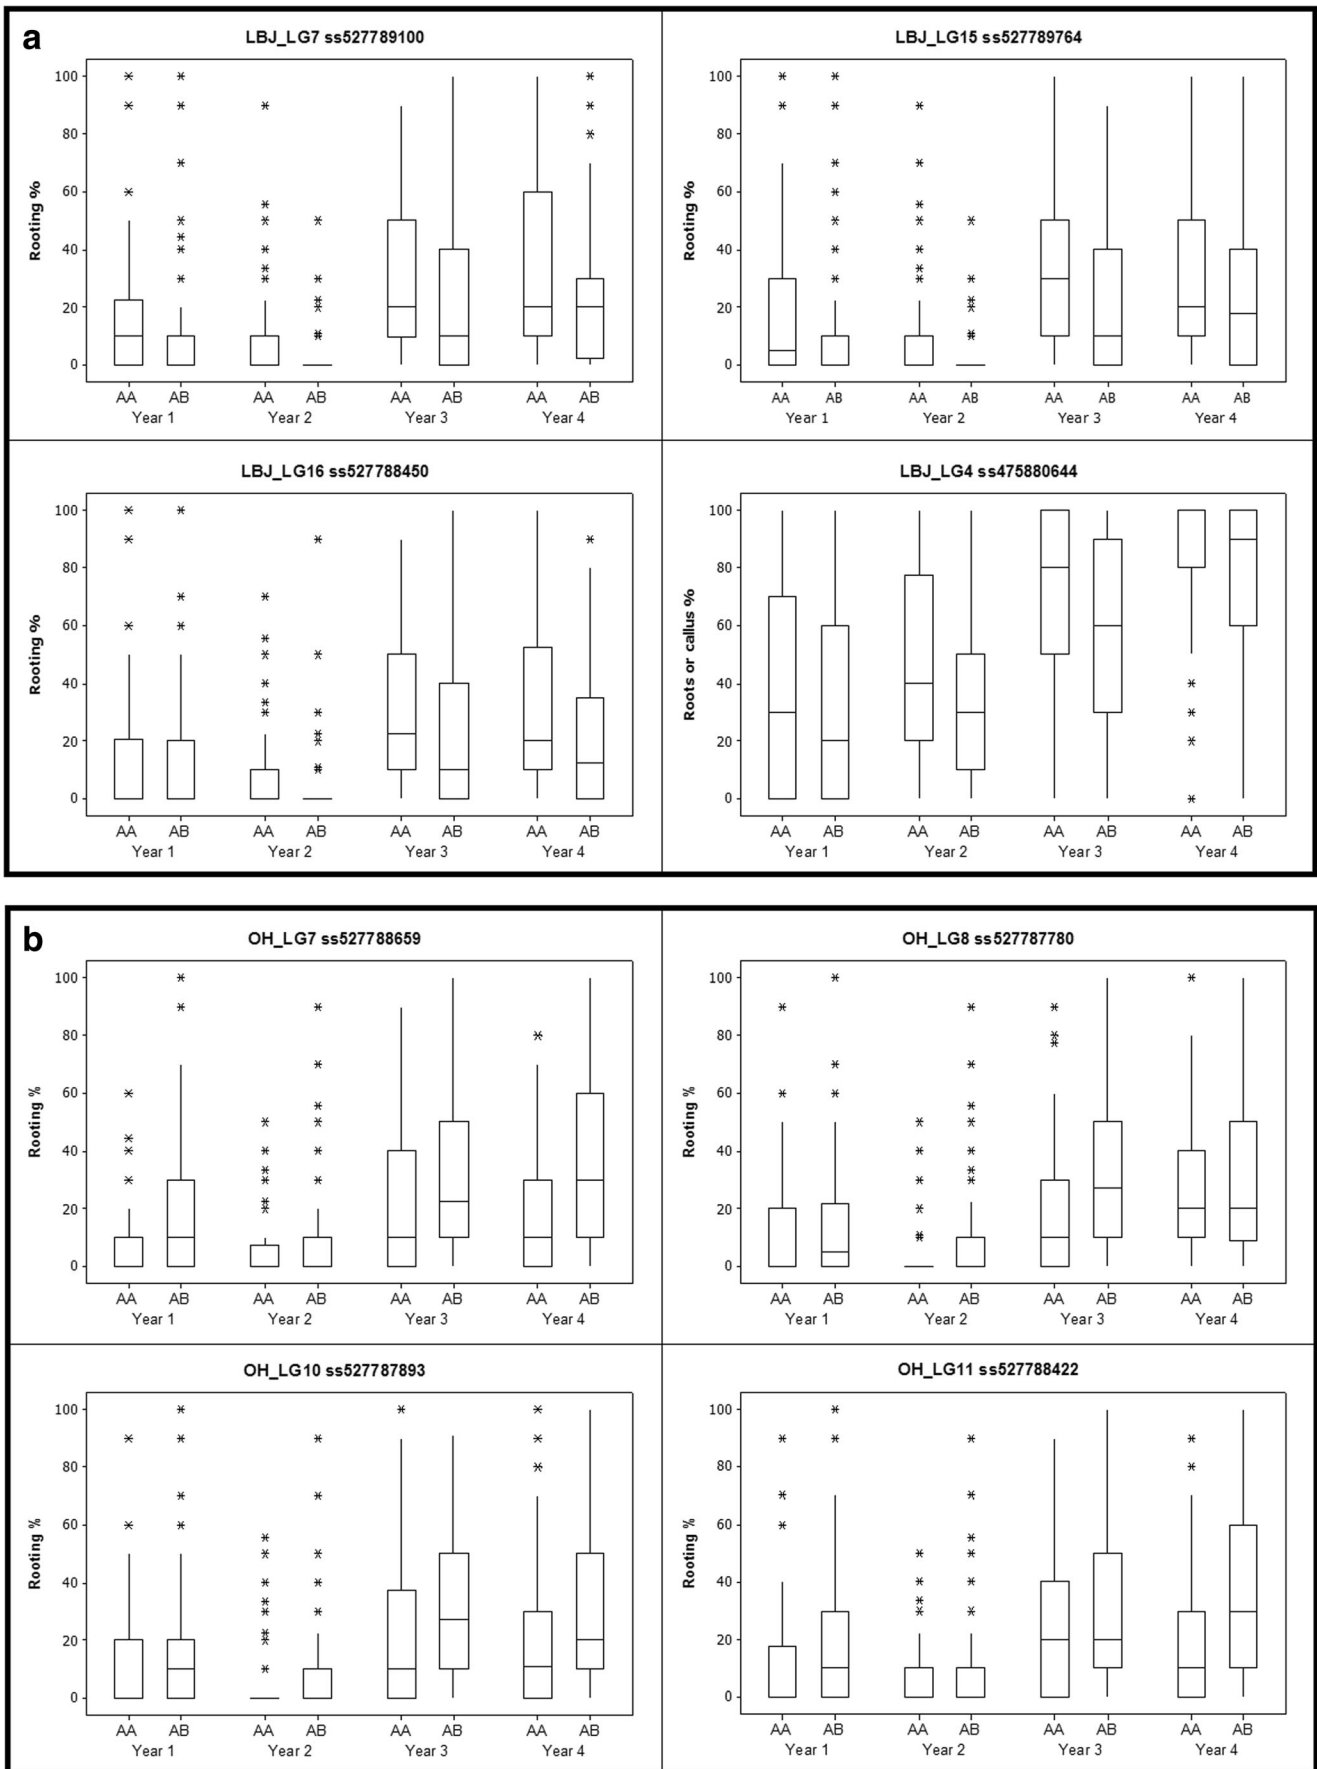 a
LBJ_LG7 ss527789100
100
80
60
40
20
0
Rooting %
AA AB AA AB AA AB AA AB
Year 1 Year 2 Year 3 Year 4
LBJ_LG15 ss527789764
100
80
60
40
20
0
Rooting %
AA AB AA AB AA AB AA AB
Year 1 Year 2 Year 3 Year 4
LBJ_LG16 ss527788450
100
80
60
40
20
0
Rooting %
AA AB AA AB AA AB AA AB
Year 1 Year 2 Year 3 Year 4
LBJ_LG4 ss475880644
100
80
60
40
20
0
Roots or callus %
AA AB AA AB AA AB AA AB
Year 1 Year 2 Year 3 Year 4
b
OH_LG7 ss527788659
100
80
60
40
20
0
Rooting %
AA AB AA AB AA AB AA AB
Year 1 Year 2 Year 3 Year 4
OH_LG8 ss527787780
100
80
60
40
20
0
Rooting %
AA AB AA AB AA AB AA AB
Year 1 Year 2 Year 3 Year 4
OH_LG10 ss527787893
100
80
60
40
20
0
Rooting %
AA AB AA AB AA AB AA AB
Year 1 Year 2 Year 3 Year 4
OH_LG11 ss527788422
100
80
60
40
20
0
Rooting %
AA AB AA AB AA AB AA AB
Year 1 Year 2 Year 3 Year 4